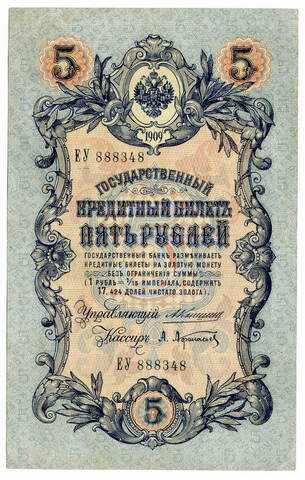 5 5
1909
ЕУ 888348
ГОСУДАРСТВЕННЫЙ
КРЕДИТНЫЙ БИЛЕТЪ
ПЯТЬ РУБЛЕЙ
ГОСУДАРСТВЕННЫЙ БАНКЪ РАЗМѢНИВАЕТЪ
КРЕДИТНЫЕ БИЛЕТЫ НА ЗОЛОТУЮ МОНЕТУ
БЕЗЪ ОГРАНИЧЕНІЯ СУММЫ
(1 РУБЛЬ = 1/15 ИМПЕРІАЛА, СОДЕРЖИТЪ
17,424 ДОЛЕЙ ЧИСТАГО ЗОЛОТА).
Управляющій
Кассиръ А. Афанасьев
ЕУ 888348
5